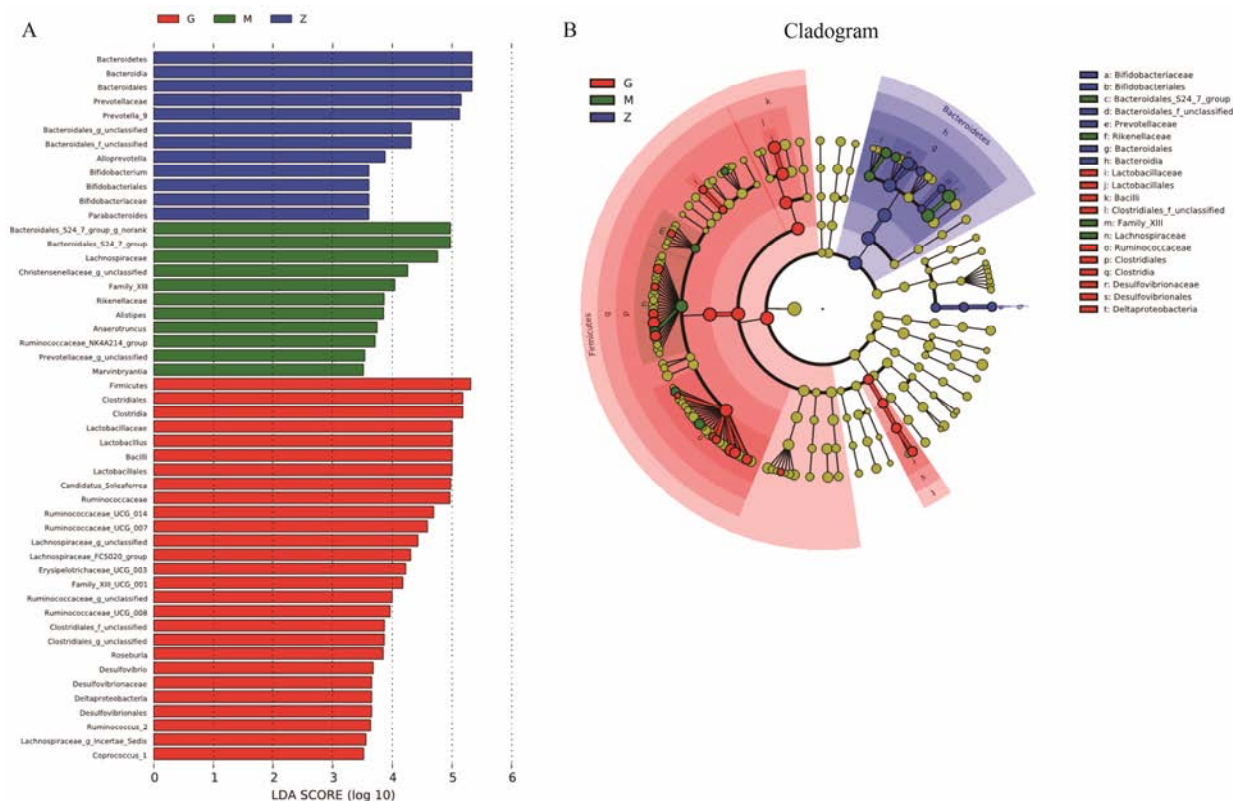 A
G M Z
Bacteroidetes
Bacteroidia
Bacteroidales
Prevotellaceae
Prevotella_9
Bacteroidales_g_unclassified
Bacteroidales_f_unclassified
Alloprevotella
Bifidobacterium
Bifidobacteriales
Bifidobacteriaceae
Parabacteroides
Bacteroidales_S24_7_group_g_norank
Bacteroidales_S24_7_group
Lachnospiraceae
Christensenellaceae_g_unclassified
Family_XIII
Rikenellaceae
Alistipes
Anaerotruncus
Ruminococcaceae_NK4A214_group
Prevotellaceae_g_unclassified
Marvinbryantia
Firmicutes
Clostridiales
Clostridia
Lactobacillaceae
Lactobacillus
Bacilli
Lactobacillales
Candidatus_Soleaferrea
Ruminococcaceae
Ruminococcaceae_UCG_014
Ruminococcaceae_UCG_007
Lachnospiraceae_g_unclassified
Lachnospiraceae_FCS020_group
Erysipelotrichaceae_UCG_003
Family_XIII_UCG_001
Ruminococcaceae_g_unclassified
Ruminococcaceae_UCG_008
Clostridiales_f_unclassified
Clostridiales_g_unclassified
Roseburia
Desulfovibrio
Desulfovibrionaceae
Deltaproteobacteria
Desulfovibrionales
Ruminococcus_2
Lachnospiraceae_g_Incertae_Sedis
Coprococcus_1
0 1 2 3 4 5 6
LDA SCORE (log 10)
B
Cladogram
G
M
Z
Bacteroidetes
h
g
k
Firmicutes
q
p
m
s
t
a: Bifidobacteriaceae
b: Bifidobacteriales
c: Bacteroidales_S24_7_group
d: Bacteroidales_f_unclassified
e: Prevotellaceae
f: Rikenellaceae
g: Bacteroidales
h: Bacteroidia
i: Lactobacillaceae
j: Lactobacillales
k: Bacilli
l: Clostridiales_f_unclassified
m: Family_XIII
n: Lachnospiraceae
o: Ruminococcaceae
p: Clostridiales
q: Clostridia
r: Desulfovibrionaceae
s: Desulfovibrionales
t: Deltaproteobacteria